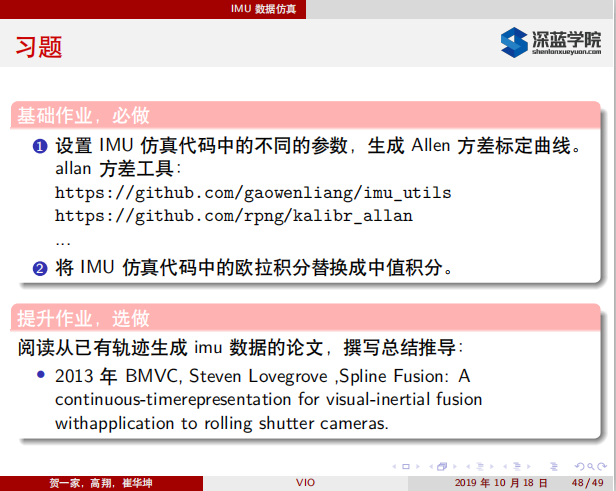 IMU 数据仿真
习题
深蓝学院
shenlanxueyuan.com
基础作业，必做
1 设置 IMU 仿真代码中的不同的参数，生成 Allen 方差标定曲线。
allan 方差工具：
https://github.com/gaowenliang/imu_utils
https://github.com/rpng/kalibr_allan
...
2 将 IMU 仿真代码中的欧拉积分替换成中值积分。
提升作业，选做
阅读从已有轨迹生成 imu 数据的论文，撰写总结推导：
• 2013 年 BMVC, Steven Lovegrove ,Spline Fusion: A
continuous-timerepresentation for visual-inertial fusion
withapplication to rolling shutter cameras.
贺一家，高翔，崔华坤 VIO 2019 年 10 月 18 日 48/49